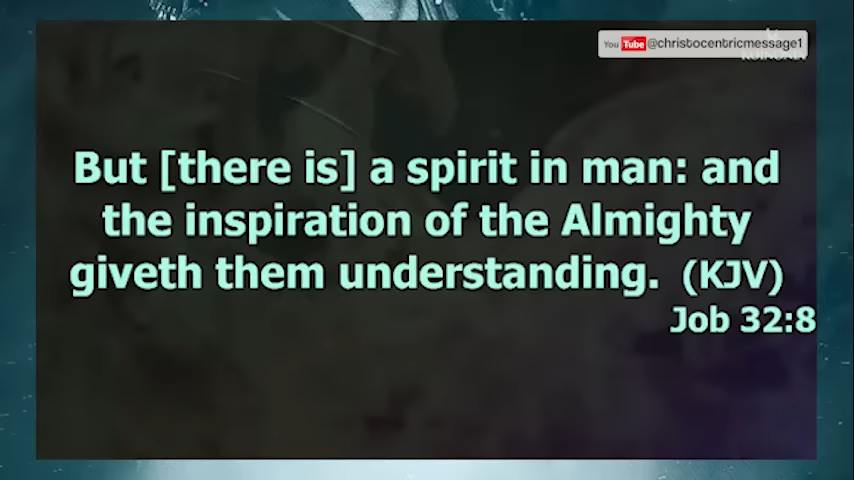 You Tube @christocentricmessage1
But [there is] a spirit in man: and
the inspiration of the Almighty
giveth them understanding. (KJV)
Job 32:8